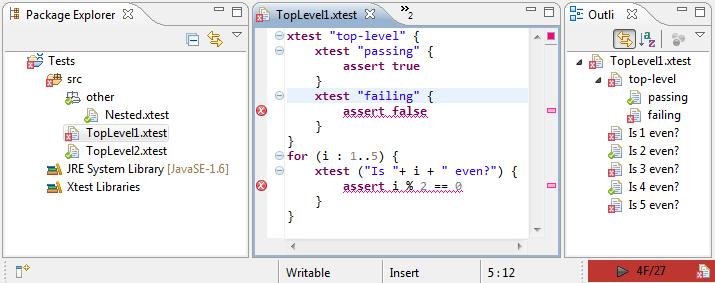 Package Explorer
Tests
src
other
Nested.xtest
TopLevel1.xtest
TopLevel2.xtest
JRE System Library [JavaSE-1.6]
Xtest Libraries
TopLevel1.xtest
»2
xtest "top-level" {
xtest "passing" {
assert true
}
xtest "failing" {
assert false
}
}
for (i : 1..5) {
xtest ("Is "+ i + " even?") {
assert i % 2 == 0
}
}
Outli
TopLevel1.xtest
top-level
passing
failing
Is 1 even?
Is 2 even?
Is 3 even?
Is 4 even?
Is 5 even?
Writable
Insert
5 : 12
4F/27